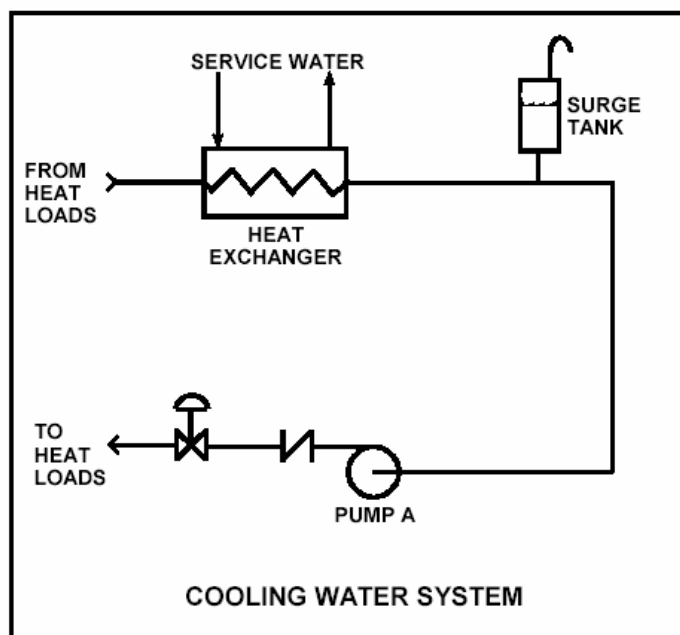 SERVICE WATER
SURGE
TANK
FROM
HEAT
LOADS
HEAT
EXCHANGER
TO
HEAT
LOADS
PUMP A
COOLING WATER SYSTEM